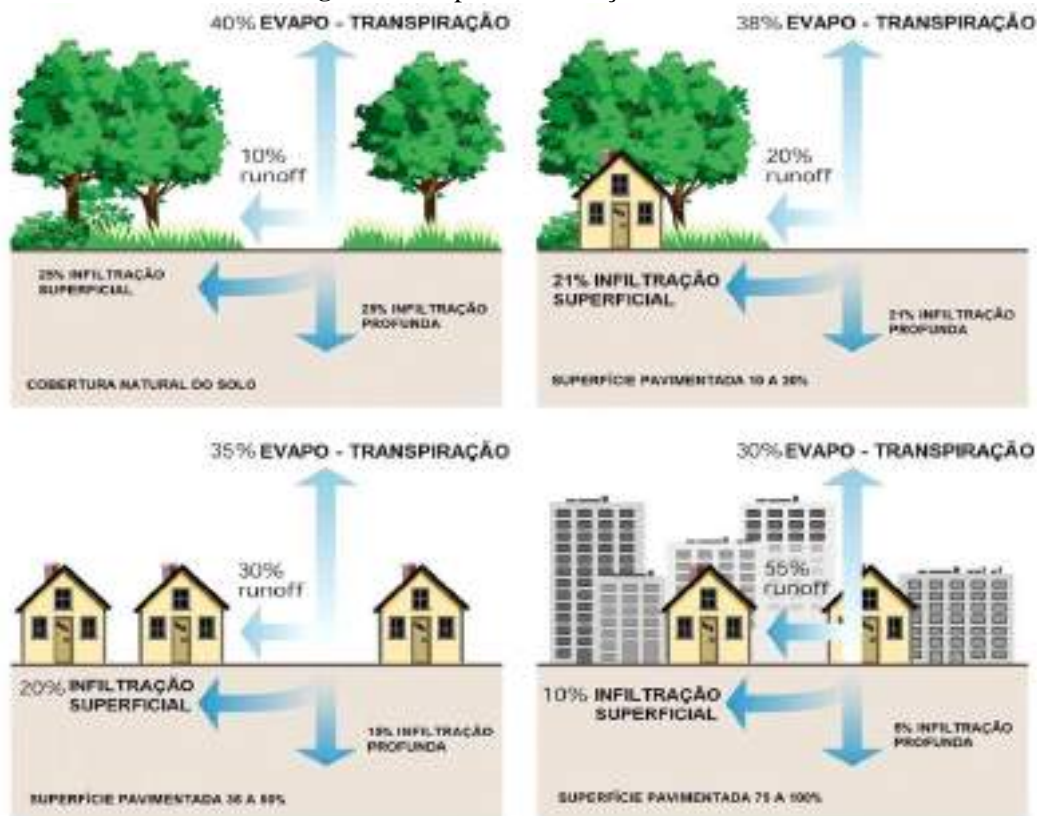 40% EVAPO - TRANSPIRAÇÃO
10%
runoff
25% INFILTRAÇÃO
SUPERFICIAL
25% INFILTRAÇÃO
PROFUNDA
COBERTURA NATURAL DO SOLO
38% EVAPO - TRANSPIRAÇÃO
20%
runoff
21% INFILTRAÇÃO
SUPERFICIAL
21% INFILTRAÇÃO
PROFUNDA
SUPERFÍCIE PAVIMENTADA 10 A 20%
35% EVAPO - TRANSPIRAÇÃO
30%
runoff
20% INFILTRAÇÃO
SUPERFICIAL
15% INFILTRAÇÃO
PROFUNDA
SUPERFÍCIE PAVIMENTADA
30% EVAPO - TRANSPIRAÇÃO
55%
runoff
10% INFILTRAÇÃO
SUPERFICIAL
5% INFILTRAÇÃO
PROFUNDA
SUPERFÍCIE PAVIMENTADA 75 A 100%